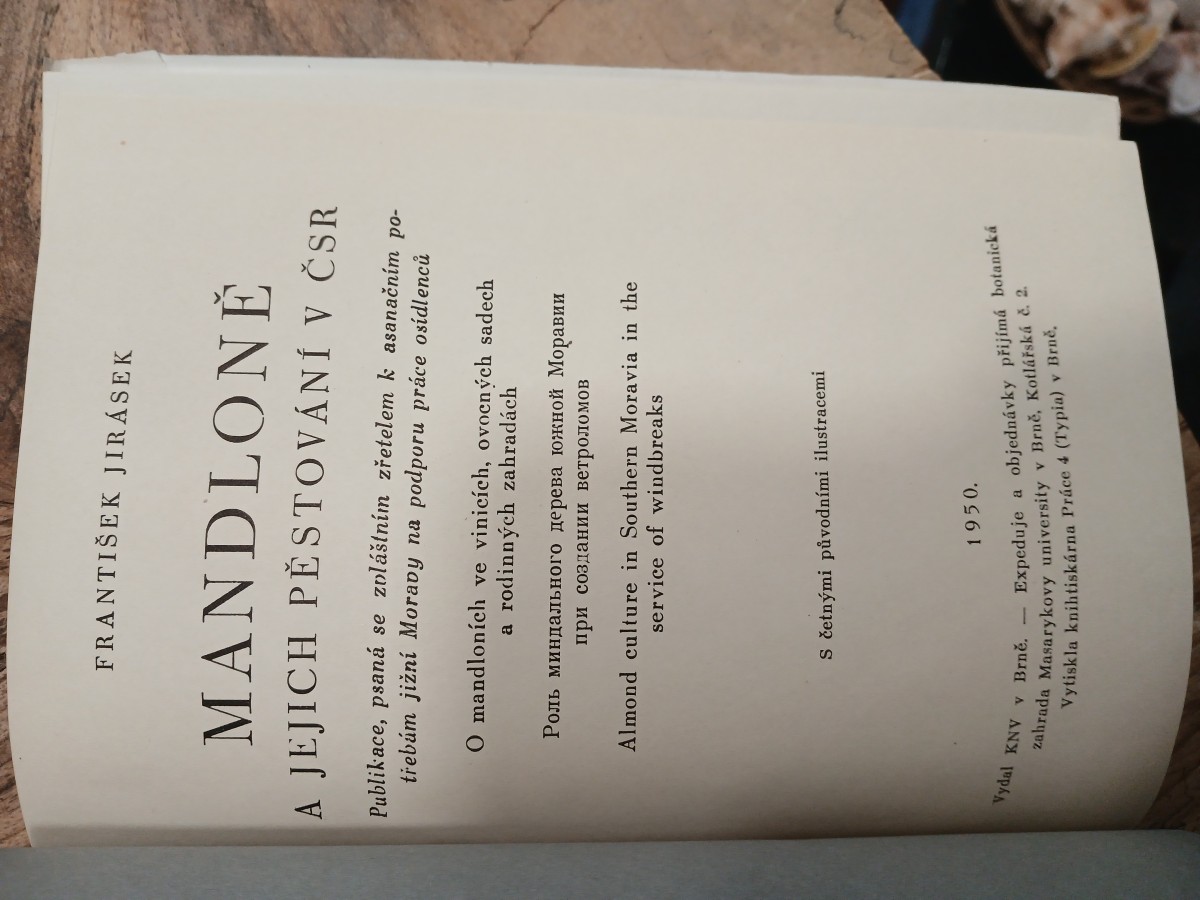 FRANTIŠEK JIRÁSEK
MANDLONĚ
A JEJICH PĚSTOVÁNÍ V ČSR
Publikace, psaná se zvláštním zřetelem k asanačním po-
třebám jižní Moravy na podporu práce osídlenců
O mandloních ve vinicích, ovocných sadech
a rodinných zahradách
Роль миндального дерева южной Моравии
при создании ветроломов
Almond culture in Southern Moravia in the
service of windbreaks
S četnými původními ilustracemi
1950.
Vydal KNV v Brně. — Expeduje a objednávky přijímá botanická
zahrada Masarykovy university v Brně, Kotlářská č. 2.
Vytiskla knihtiskárna Práce 4 (Typia) v Brně.